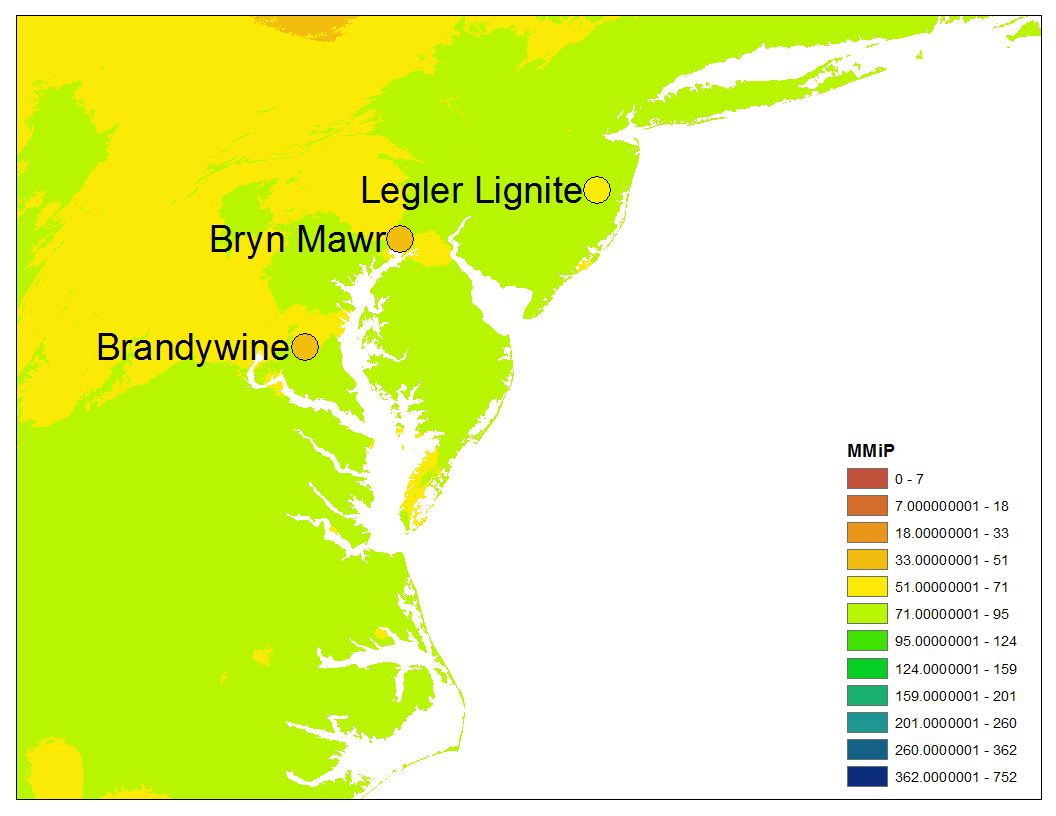 Legler Lignite
Bryn Mawr
Brandywine
MMiP
0 - 7
7.000000001 - 18
18.00000001 - 33
33.00000001 - 51
51.00000001 - 71
71.00000001 - 95
95.00000001 - 124
124.0000001 - 159
159.0000001 - 201
201.0000001 - 260
260.0000001 - 362
362.0000001 - 752